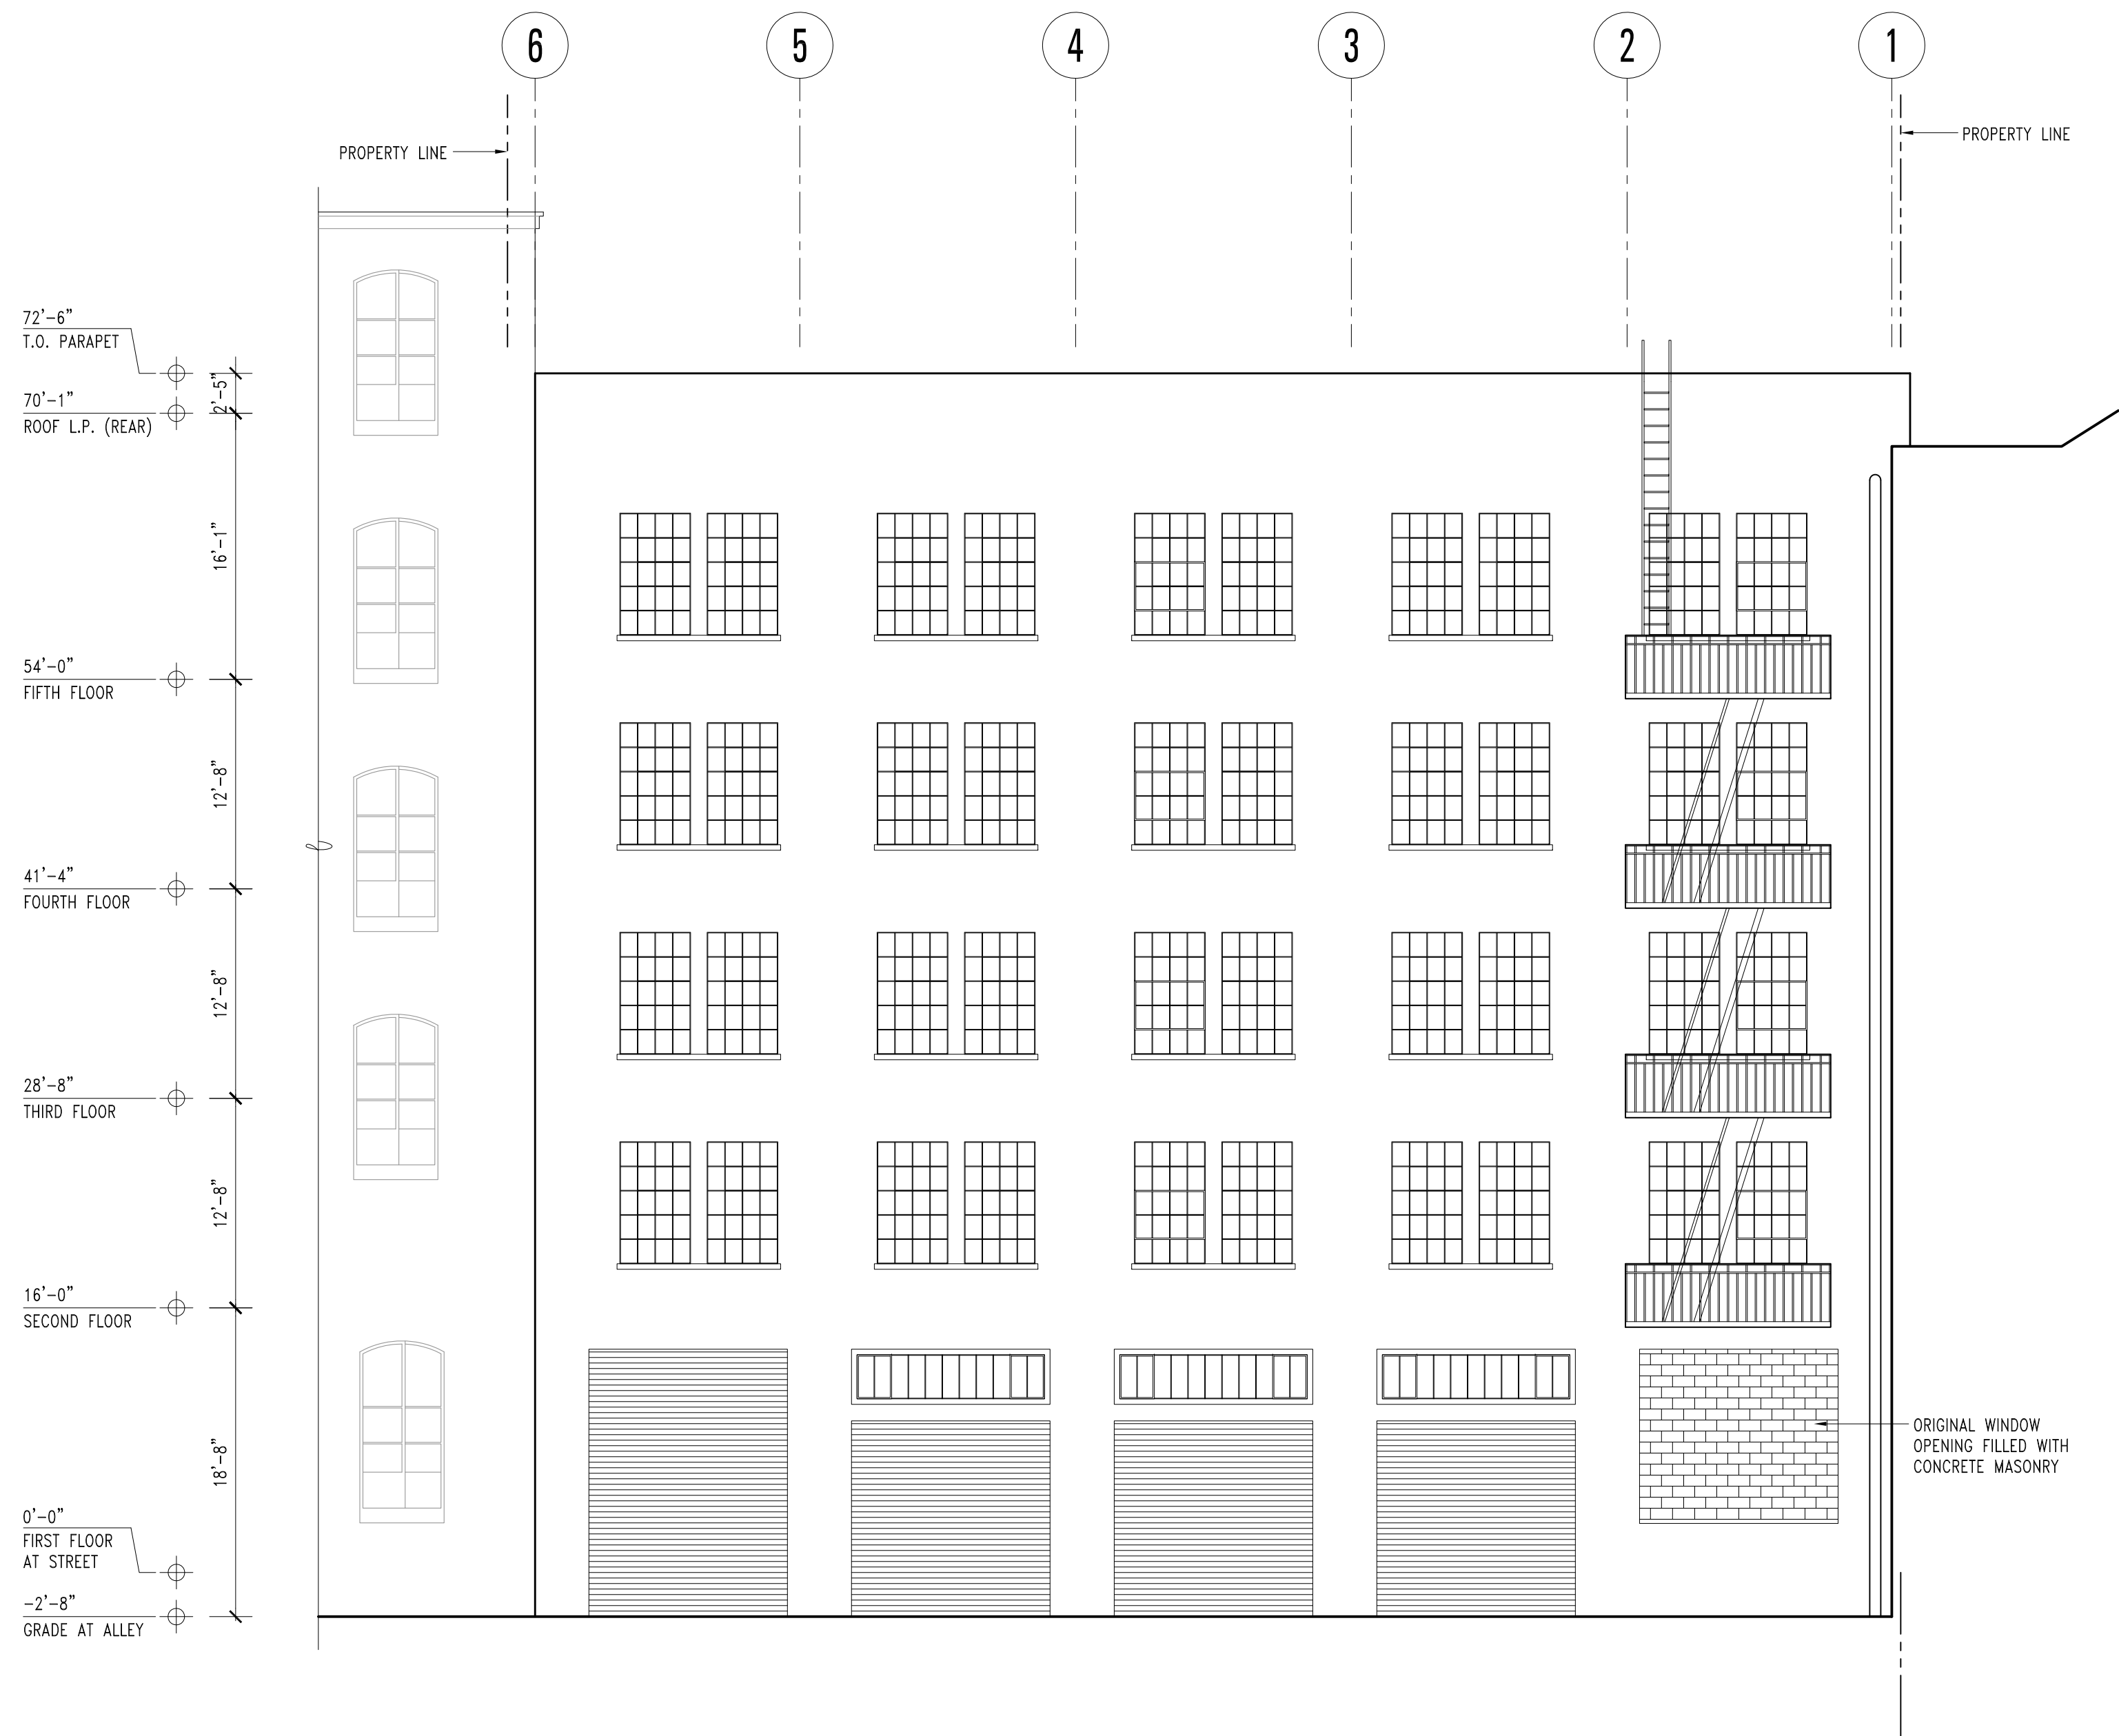 6
5
4
3
2
1
PROPERTY LINE
PROPERTY LINE
72'-6"
T.O. PARAPET
2'-5"
70'-1"
ROOF L.P. (REAR)
16'-1"
54'-0"
FIFTH FLOOR
12'-8"
41'-4"
FOURTH FLOOR
12'-8"
28'-8"
THIRD FLOOR
12'-8"
16'-0"
SECOND FLOOR
18'-8"
ORIGINAL WINDOW
OPENING FILLED WITH
CONCRETE MASONRY
0'-0"
FIRST FLOOR
AT STREET
-2'-8"
GRADE AT ALLEY